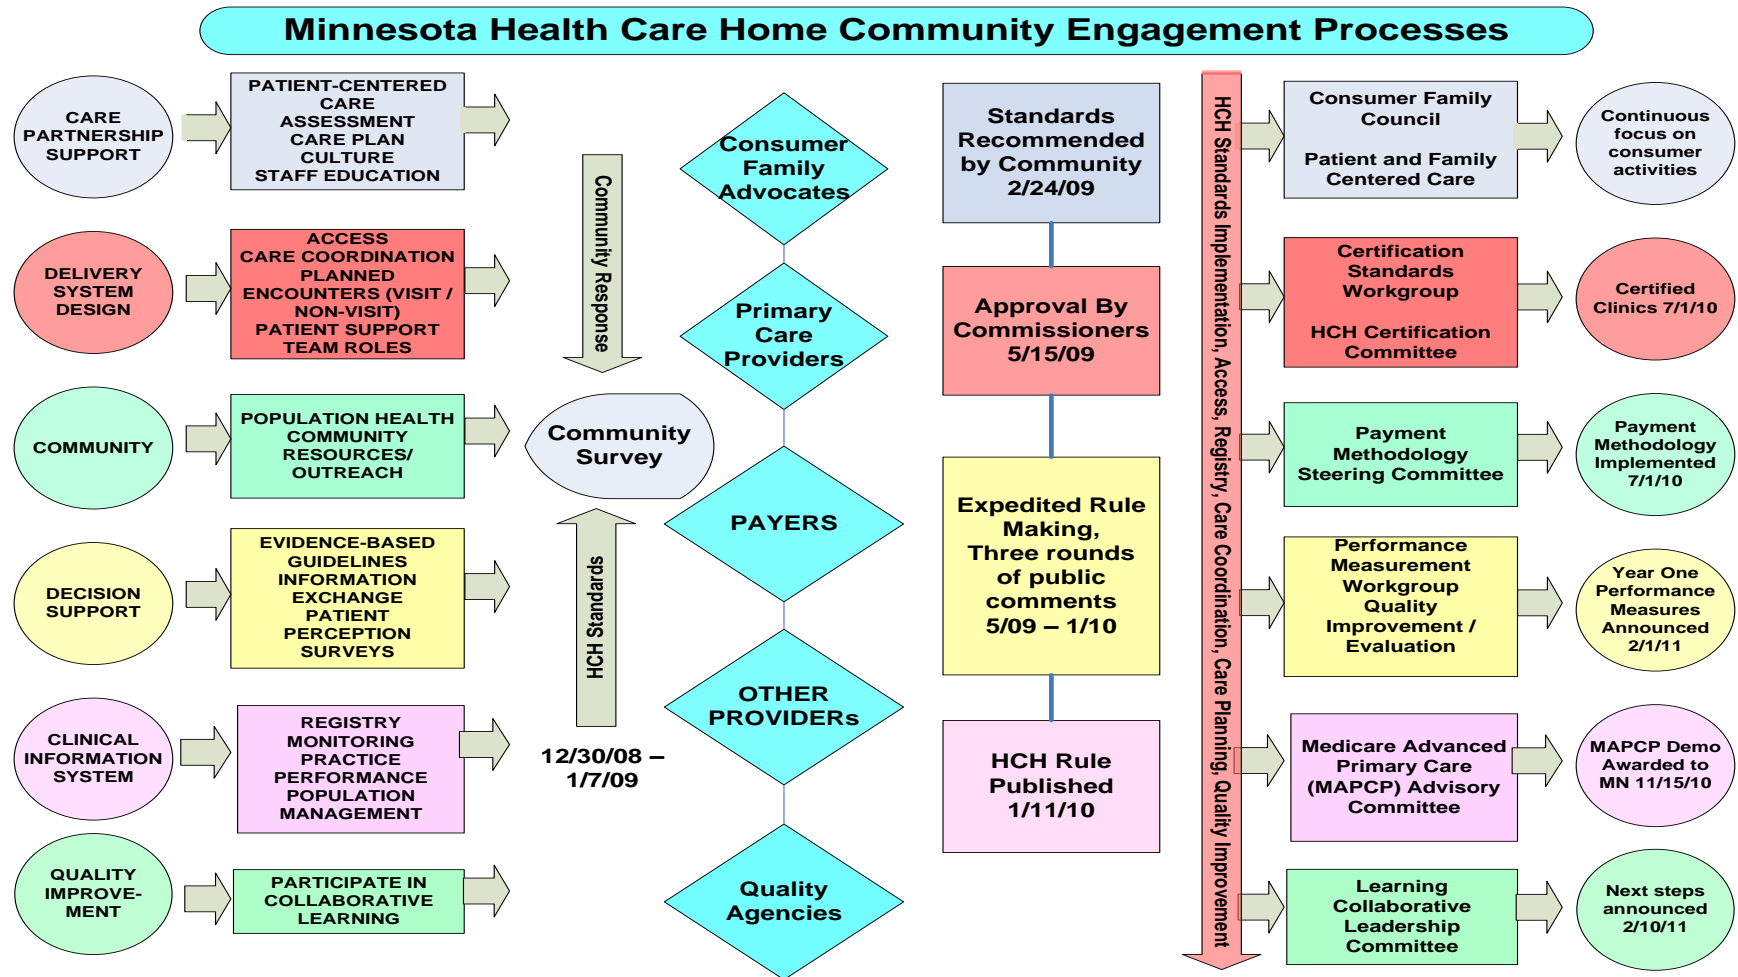 Minnesota Health Care Home Community Engagement Processes
CARE
PARTNERSHIP
SUPPORT
PATIENT-CENTERED
CARE
ASSESSMENT
CARE PLAN
CULTURE
STAFF EDUCATION
DELIVERY
SYSTEM
DESIGN
ACCESS
CARE COORDINATION
PLANNED
ENCOUNTERS (VISIT /
NON-VISIT)
PATIENT SUPPORT
TEAM ROLES
COMMUNITY
POPULATION HEALTH
COMMUNITY
RESOURCES/
OUTREACH
DECISION
SUPPORT
EVIDENCE-BASED
GUIDELINES
INFORMATION
EXCHANGE
PATIENT
PERCEPTION
SURVEYS
CLINICAL
INFORMATION
SYSTEM
REGISTRY
MONITORING
PRACTICE
PERFORMANCE
POPULATION
MANAGEMENT
QUALITY
IMPROVE-
MENT
PARTICIPATE IN
COLLABORATIVE
LEARNING
Community Response
Community
Survey
HCH Standards
12/30/08 –
1/7/09
Consumer
Family
Advocates
Primary
Care
Providers
PAYERS
OTHER
PROVIDERs
Quality
Agencies
Standards
Recommended
by Community
2/24/09
Approval By
Commissioners
5/15/09
Expedited Rule
Making,
Three rounds
of public
comments
5/09 – 1/10
HCH Rule
Published
1/11/10
HCH Standards Implementation, Access, Registry, Care Coordination, Care Planning, Quality Improvement
Consumer Family
Council
Patient and Family
Centered Care
Continuous
focus on
consumer
activities
Certification
Standards
Workgroup
HCH Certification
Committee
Certified
Clinics 7/1/10
Payment
Methodology
Steering Committee
Payment
Methodology
Implemented
7/1/10
Performance
Measurement
Workgroup
Quality
Improvement /
Evaluation
Year One
Performance
Measures
Announced
2/1/11
Medicare Advanced
Primary Care
(MAPCP) Advisory
Committee
MAPCP Demo
Awarded to
MN 11/15/10
Learning
Collaborative
Leadership
Committee
Next steps
announced
2/10/11